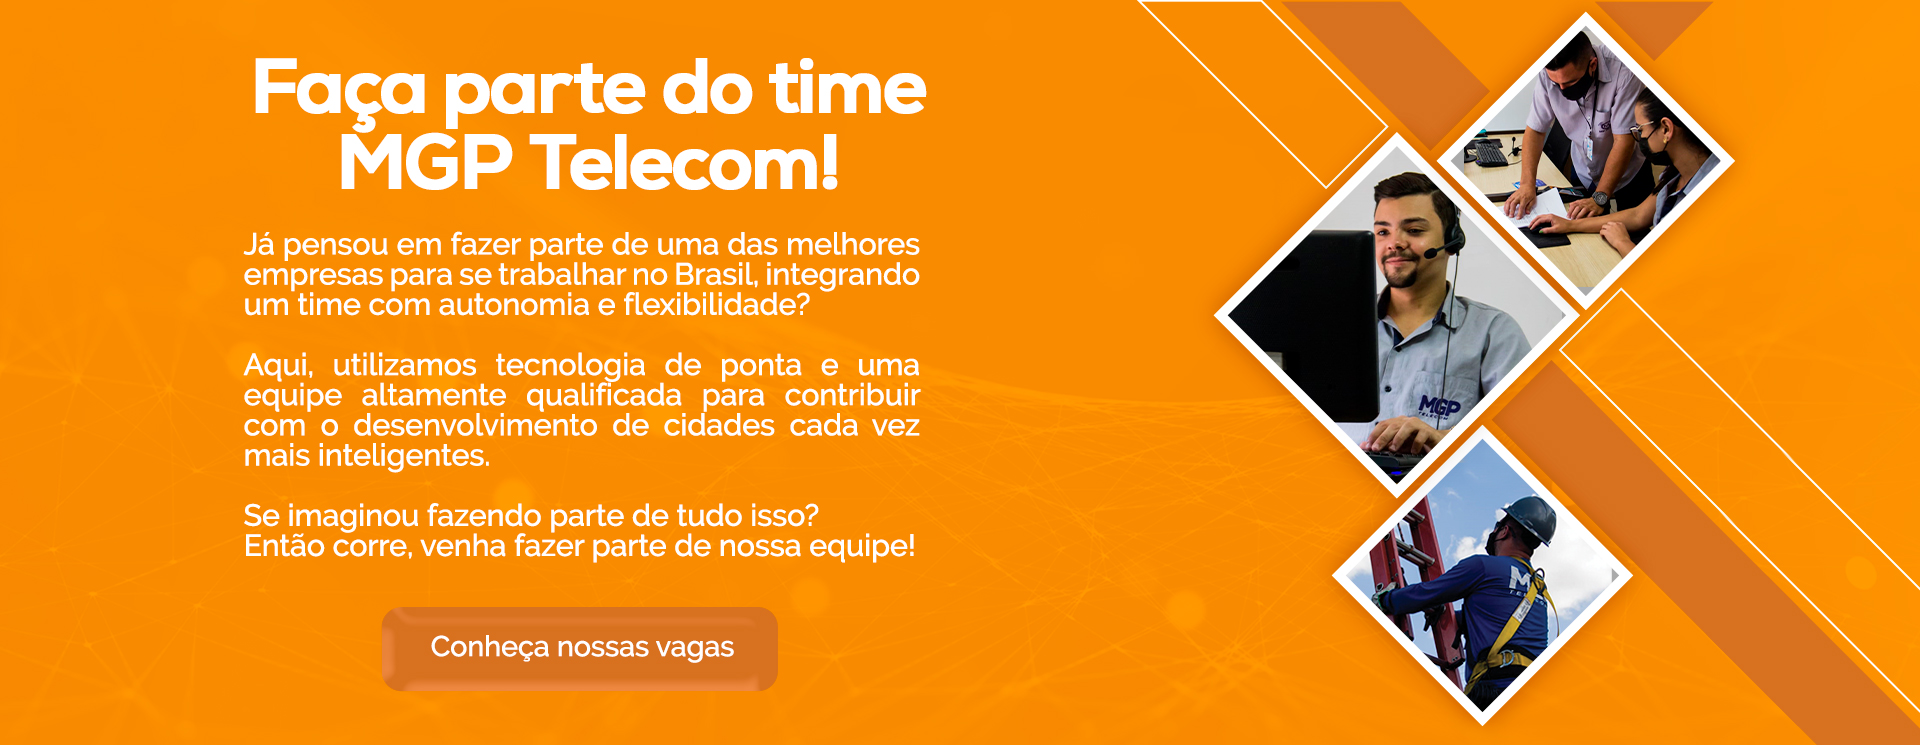 Faça parte do time
MGP Telecom!
Já pensou em fazer parte de uma das melhores
empresas para se trabalhar no Brasil, integrando
um time com autonomia e flexibilidade?
Aqui, utilizamos tecnologia de ponta e uma
equipe altamente qualificada para contribuir
com o desenvolvimento de cidades cada vez
mais inteligentes.
Se imaginou fazendo parte de tudo isso?
Então corre, venha fazer parte de nossa equipe!
Conheça nossas vagas
MGP
TELECOM